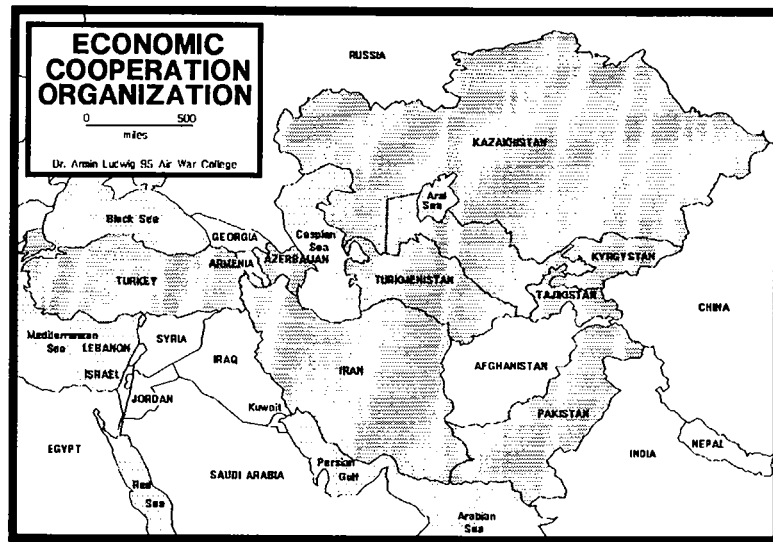 ECONOMIC
COOPERATION
ORGANIZATION
0 500
miles
Dr. Armin Ludwig 95 Air War College
RUSSIA
KAZAKHSTAN
Aral
Sea
Black Sea
Caspian
Sea
GEORGIA
ARMENIA
AZERBAIJAN
KYRGYSTAN
TURKEY
TURKMENISTAN
TAJKISTAN
CHINA
Mediterranean
Sea
LEBANON
SYRIA
ISRAEL
IRAQ
IRAN
AFGHANISTAN
JORDAN
Kuwait
PAKISTAN
EGYPT
NEPAL
INDIA
SAUDI ARABIA
Persian
Gulf
Red
Sea
Arabian
Sea